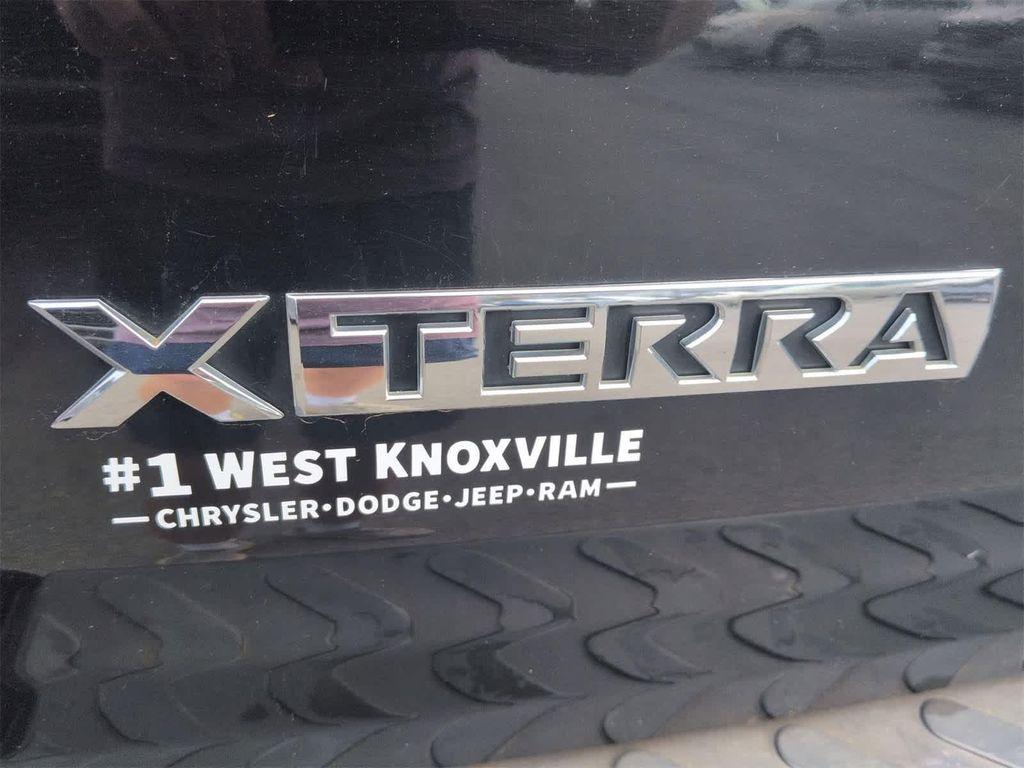 XTERRA
#1 WEST KNOXVILLE
CHRYSLER•DODGE•JEEP•RAM